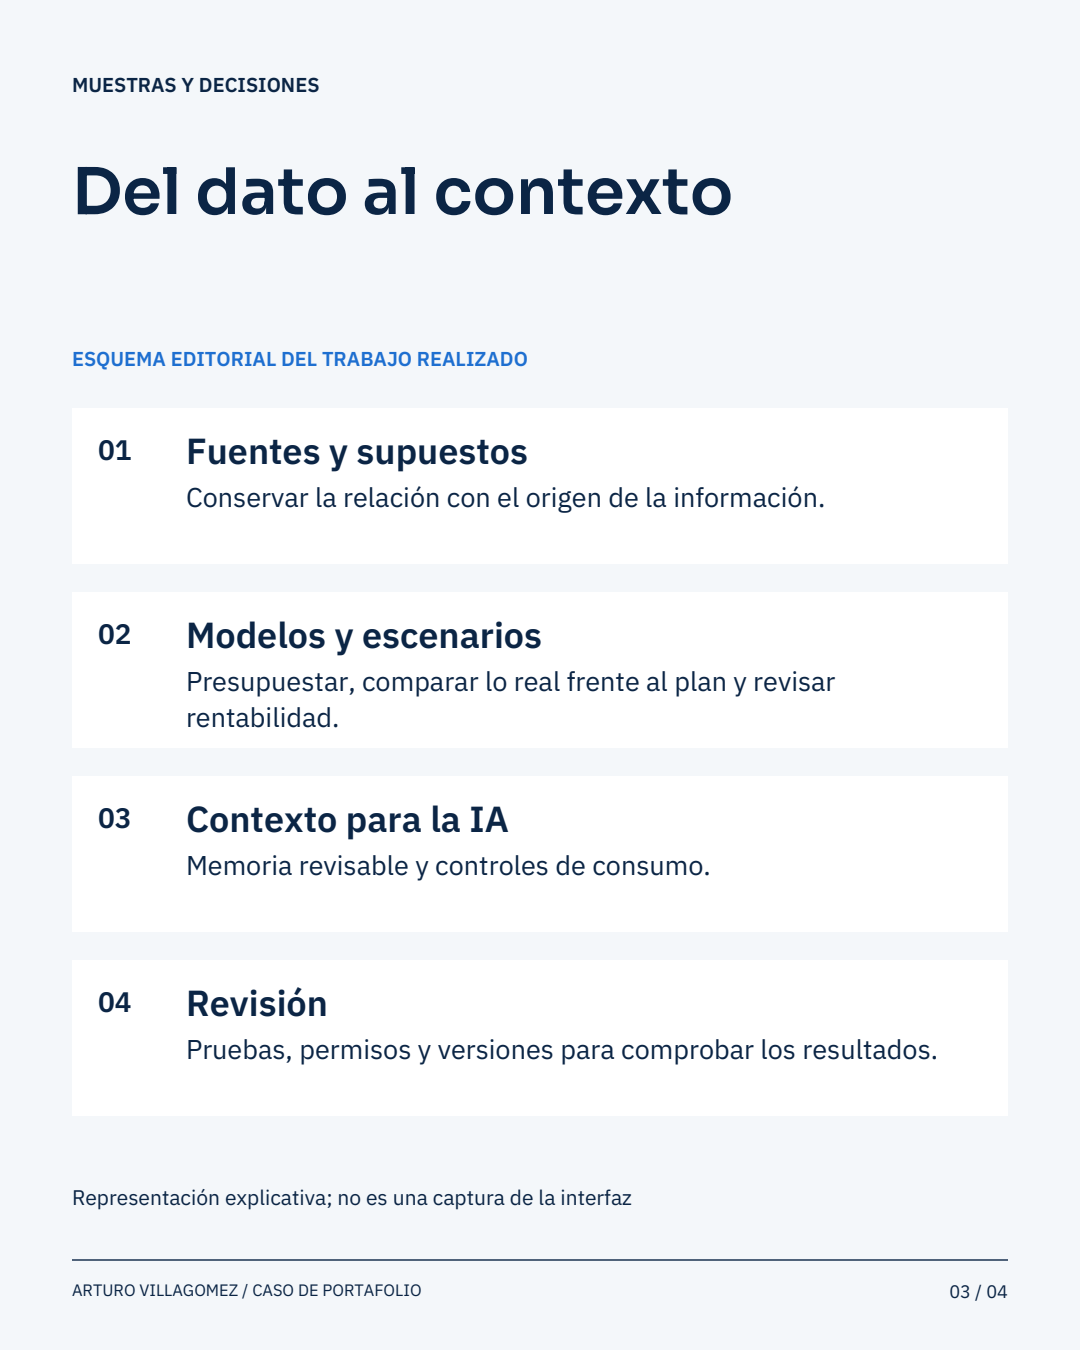 MUESTRAS Y DECISIONES
Del dato al contexto
ESQUEMA EDITORIAL DEL TRABAJO REALIZADO
01
Fuentes y supuestos
Conservar la relación con el origen de la información.
02
Modelos y escenarios
Presupuestar, comparar lo real frente al plan y revisar
rentabilidad.
03
Contexto para la IA
Memoria revisable y controles de consumo.
04
Revisión
Pruebas, permisos y versiones para comprobar los resultados.
Representación explicativa; no es una captura de la interfaz
ARTURO VILLAGOMEZ / CASO DE PORTAFOLIO
03 / 04